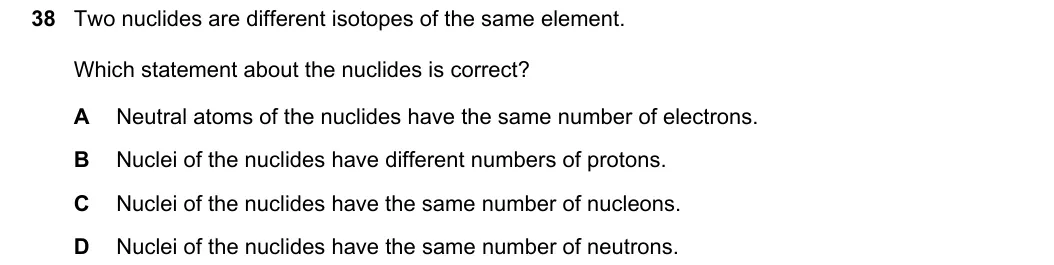 38 Two nuclides are different isotopes of the same element.
Which statement about the nuclides is correct?
A Neutral atoms of the nuclides have the same number of electrons.
B Nuclei of the nuclides have different numbers of protons.
C Nuclei of the nuclides have the same number of nucleons.
D Nuclei of the nuclides have the same number of neutrons.